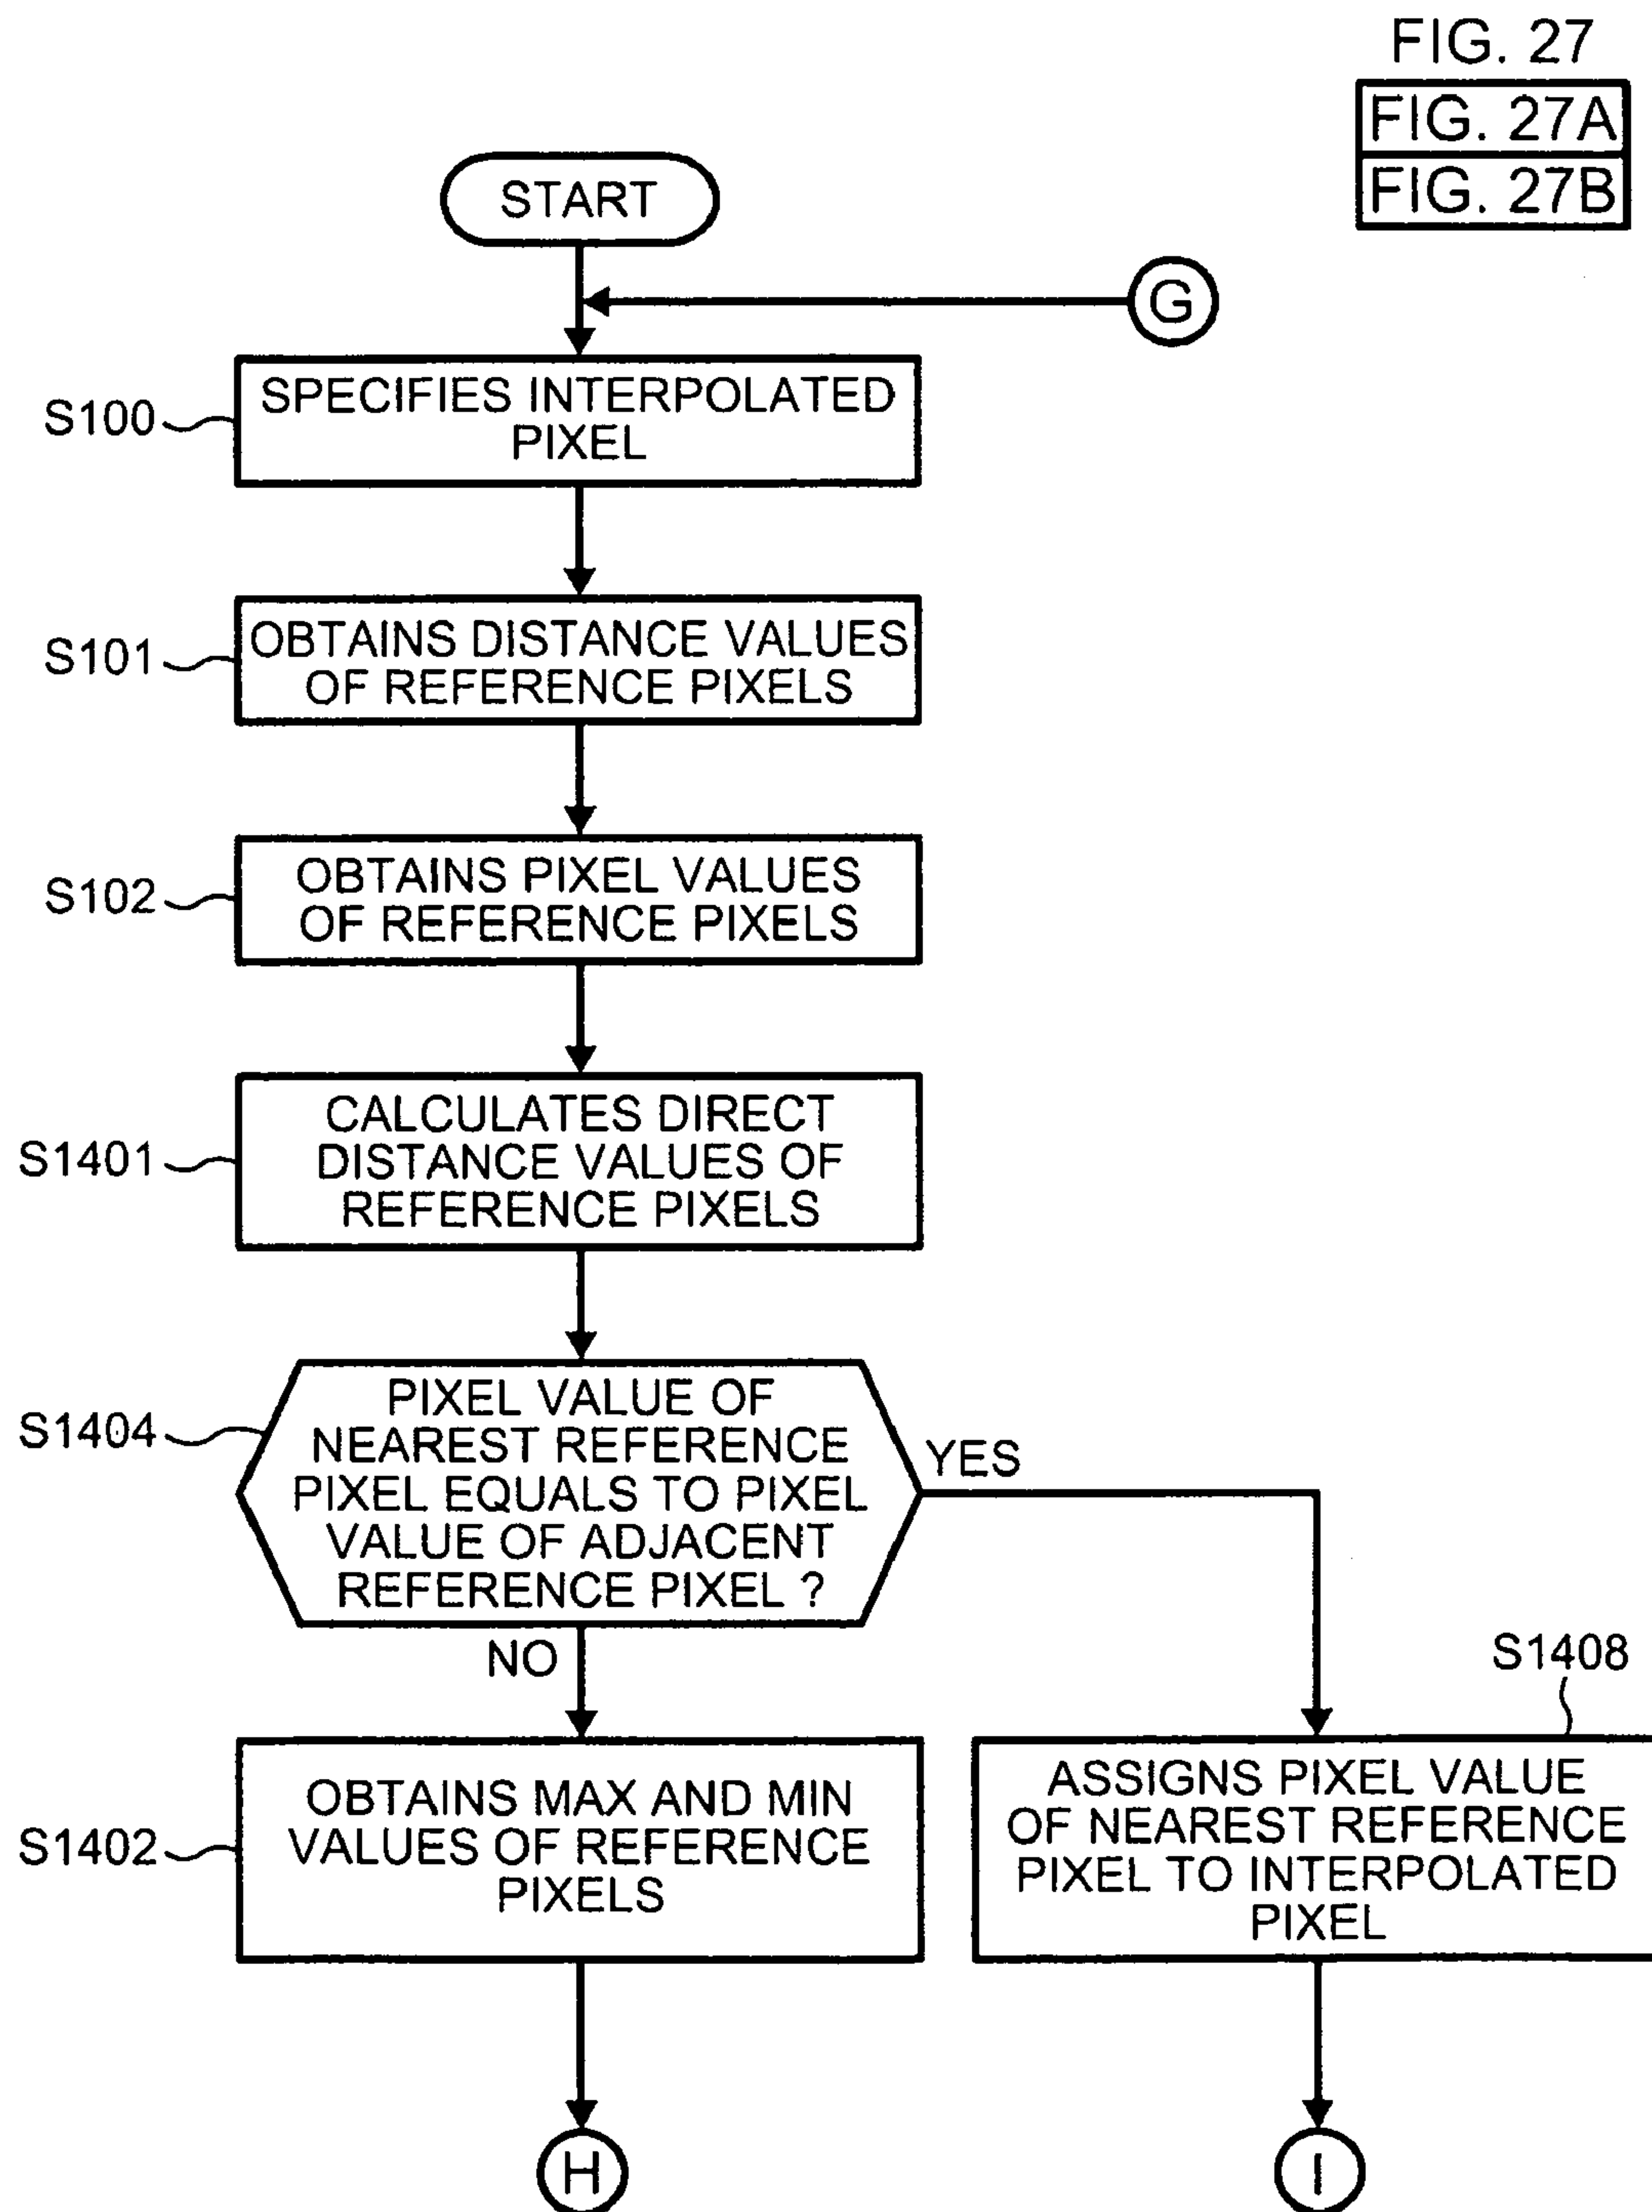 FIG. 27
FIG. 27A
FIG. 27B
START
G
S100
SPECIFIES INTERPOLATED
PIXEL
S101
OBTAINS DISTANCE VALUES
OF REFERENCE PIXELS
S102
OBTAINS PIXEL VALUES
OF REFERENCE PIXELS
S1401
CALCULATES DIRECT
DISTANCE VALUES OF
REFERENCE PIXELS
S1404
PIXEL VALUE OF
NEAREST REFERENCE
PIXEL EQUALS TO PIXEL
VALUE OF ADJACENT
REFERENCE PIXEL ?
YES
NO
S1402
OBTAINS MAX AND MIN
VALUES OF REFERENCE
PIXELS
S1408
ASSIGNS PIXEL VALUE
OF NEAREST REFERENCE
PIXEL TO INTERPOLATED
PIXEL
H
I